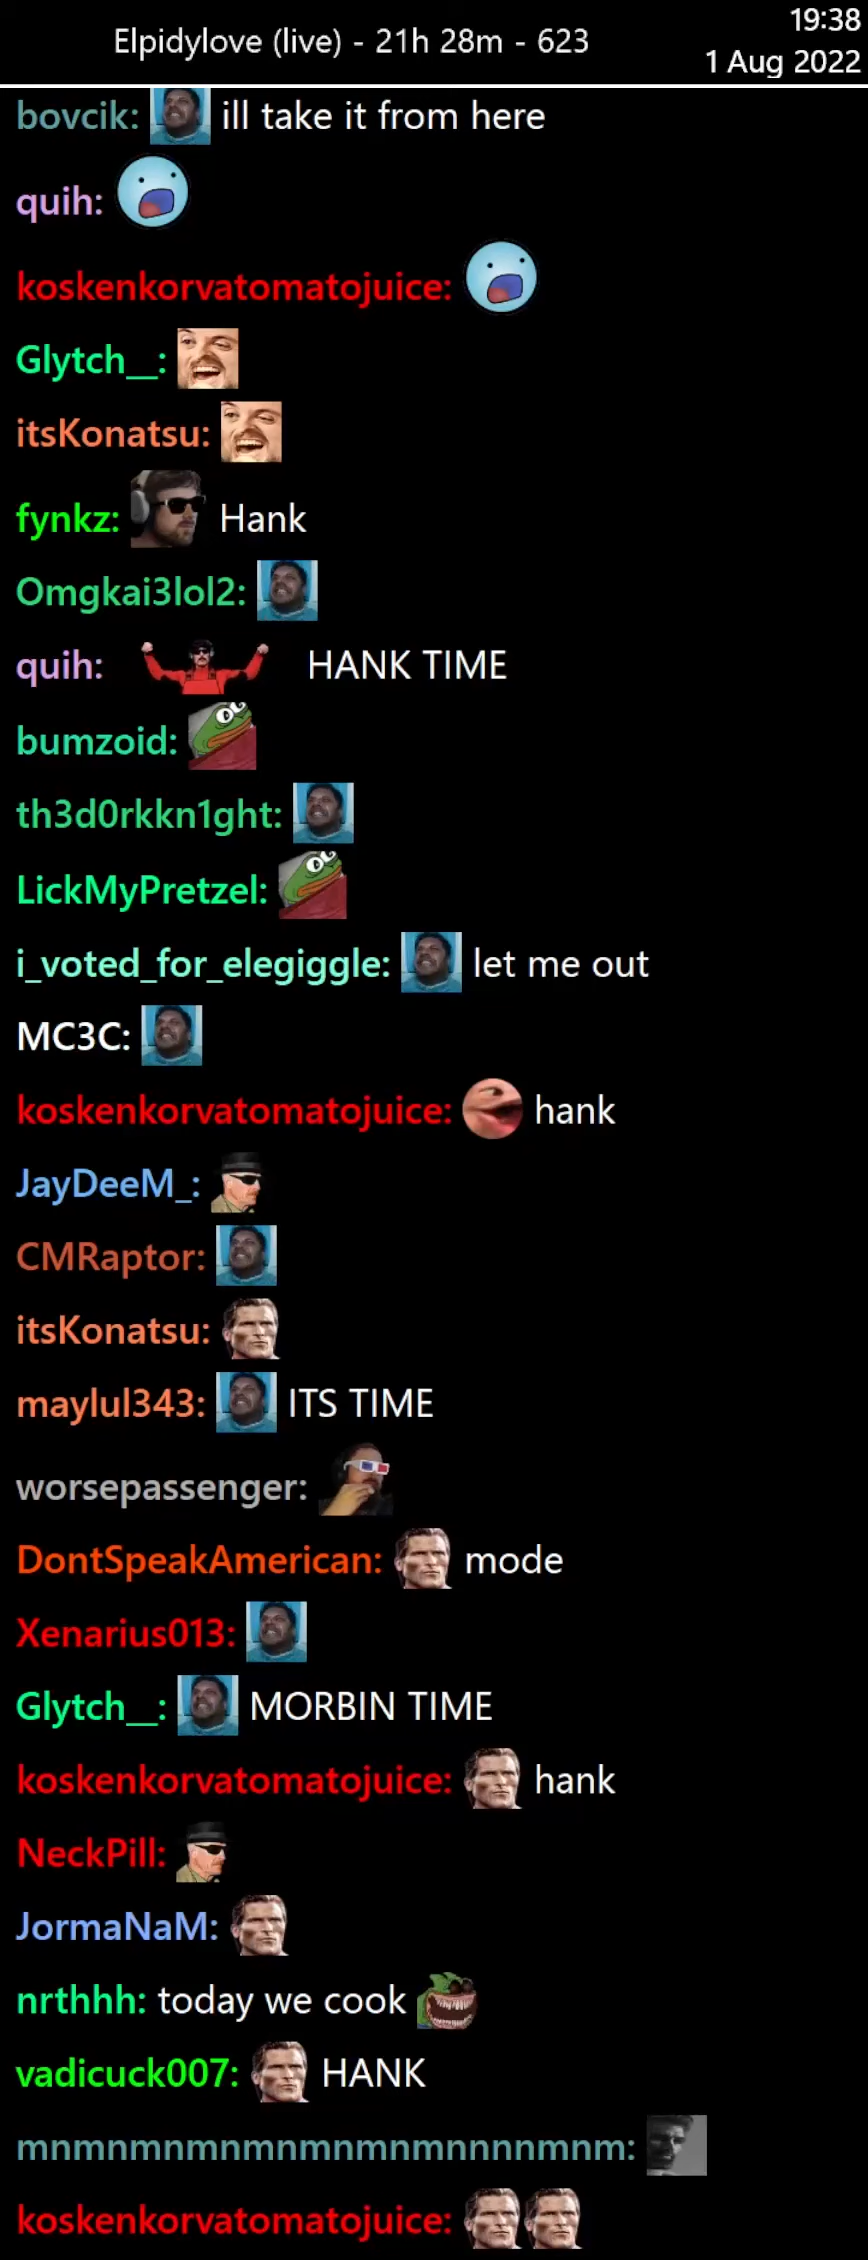 Elpidylove (live) - 21h 28m - 623
19:38
1 Aug 2022
bovcik: ill take it from here
quih:
koskenkorvatomatojuice:
Glytch__:
itsKonatsu:
fynkz: Hank
Omgkai3lol2:
quih: HANK TIME
bumzoid:
th3d0rkkn1ght:
LickMyPretzel:
i_voted_for_elegiggle: let me out
MC3C:
koskenkorvatomatojuice: hank
JayDeeM_:
CMRaptor:
itsKonatsu:
maylul343: ITS TIME
worsepassenger:
DontSpeakAmerican: mode
Xenarius013:
Glytch__: MORBIN TIME
koskenkorvatomatojuice: hank
NeckPill:
JormaNaM:
nrthhh: today we cook
vadicuck007: HANK
mnmnmnmnmnmnmnmnmnnnnmnm:
koskenkorvatomatojuice: